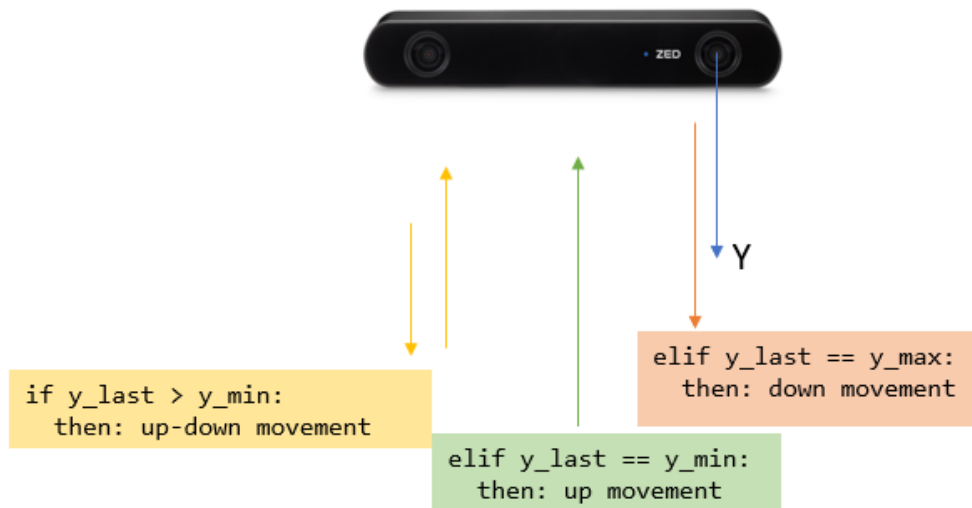 ZED
Y
if y_last > y_min:
then: up-down movement
elif y_last == y_min:
then: up movement
elif y_last == y_max:
then: down movement